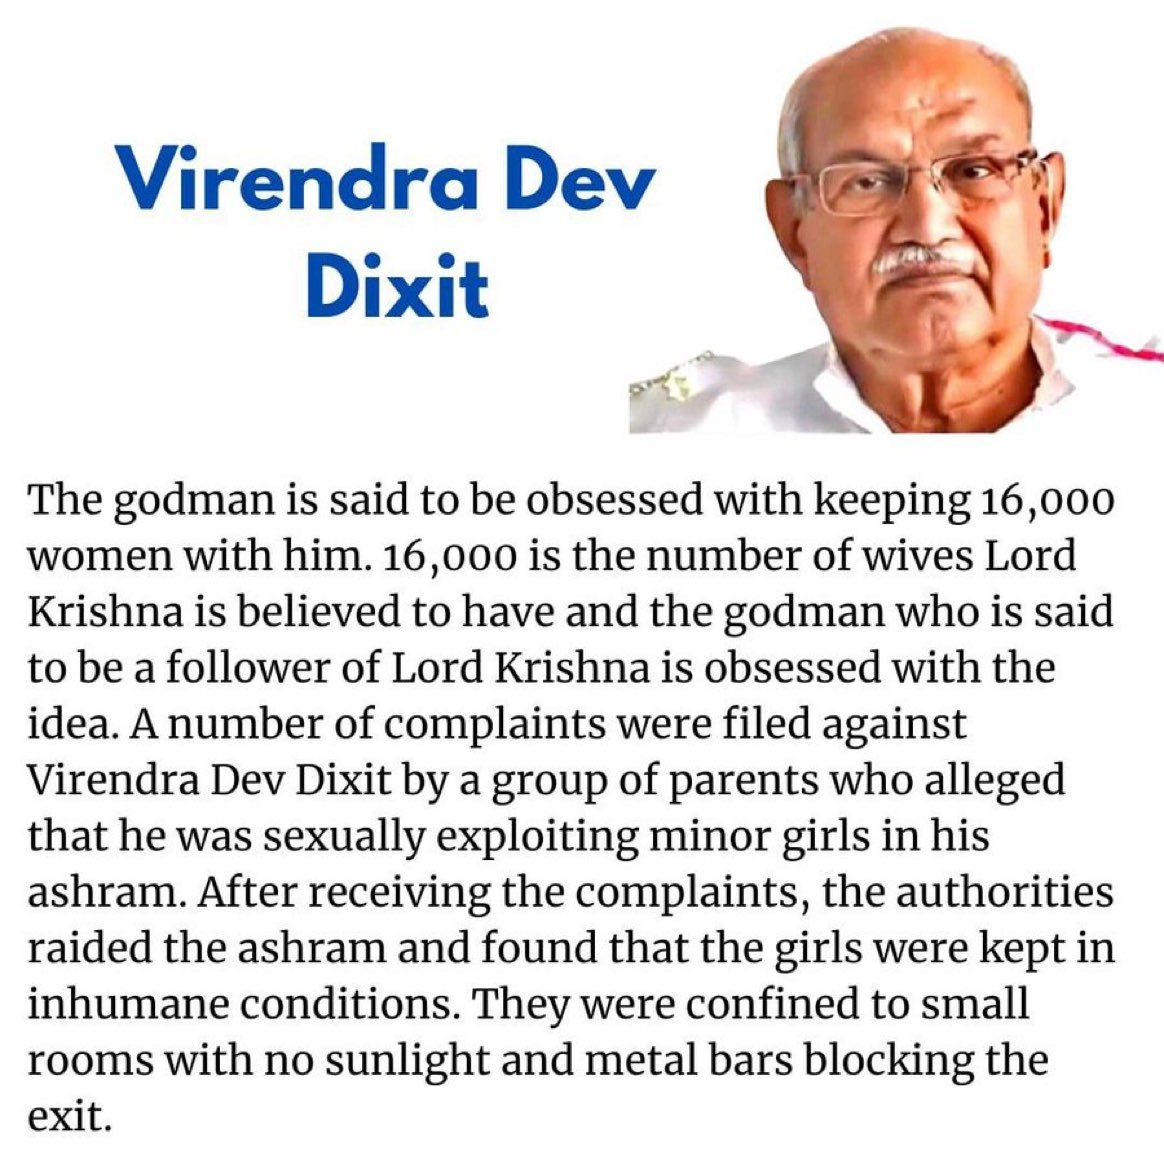 Virendra Dev
Dixit
The godman is said to be obsessed with keeping 16,000
women with him. 16,000 is the number of wives Lord
Krishna is believed to have and the godman who is said
to be a follower of Lord Krishna is obsessed with the
idea. A number of complaints were filed against
Virendra Dev Dixit by a group of parents who alleged
that he was sexually exploiting minor girls in his
ashram. After receiving the complaints, the authorities
raided the ashram and found that the girls were kept in
inhumane conditions. They were confined to small
rooms with no sunlight and metal bars blocking the
exit.